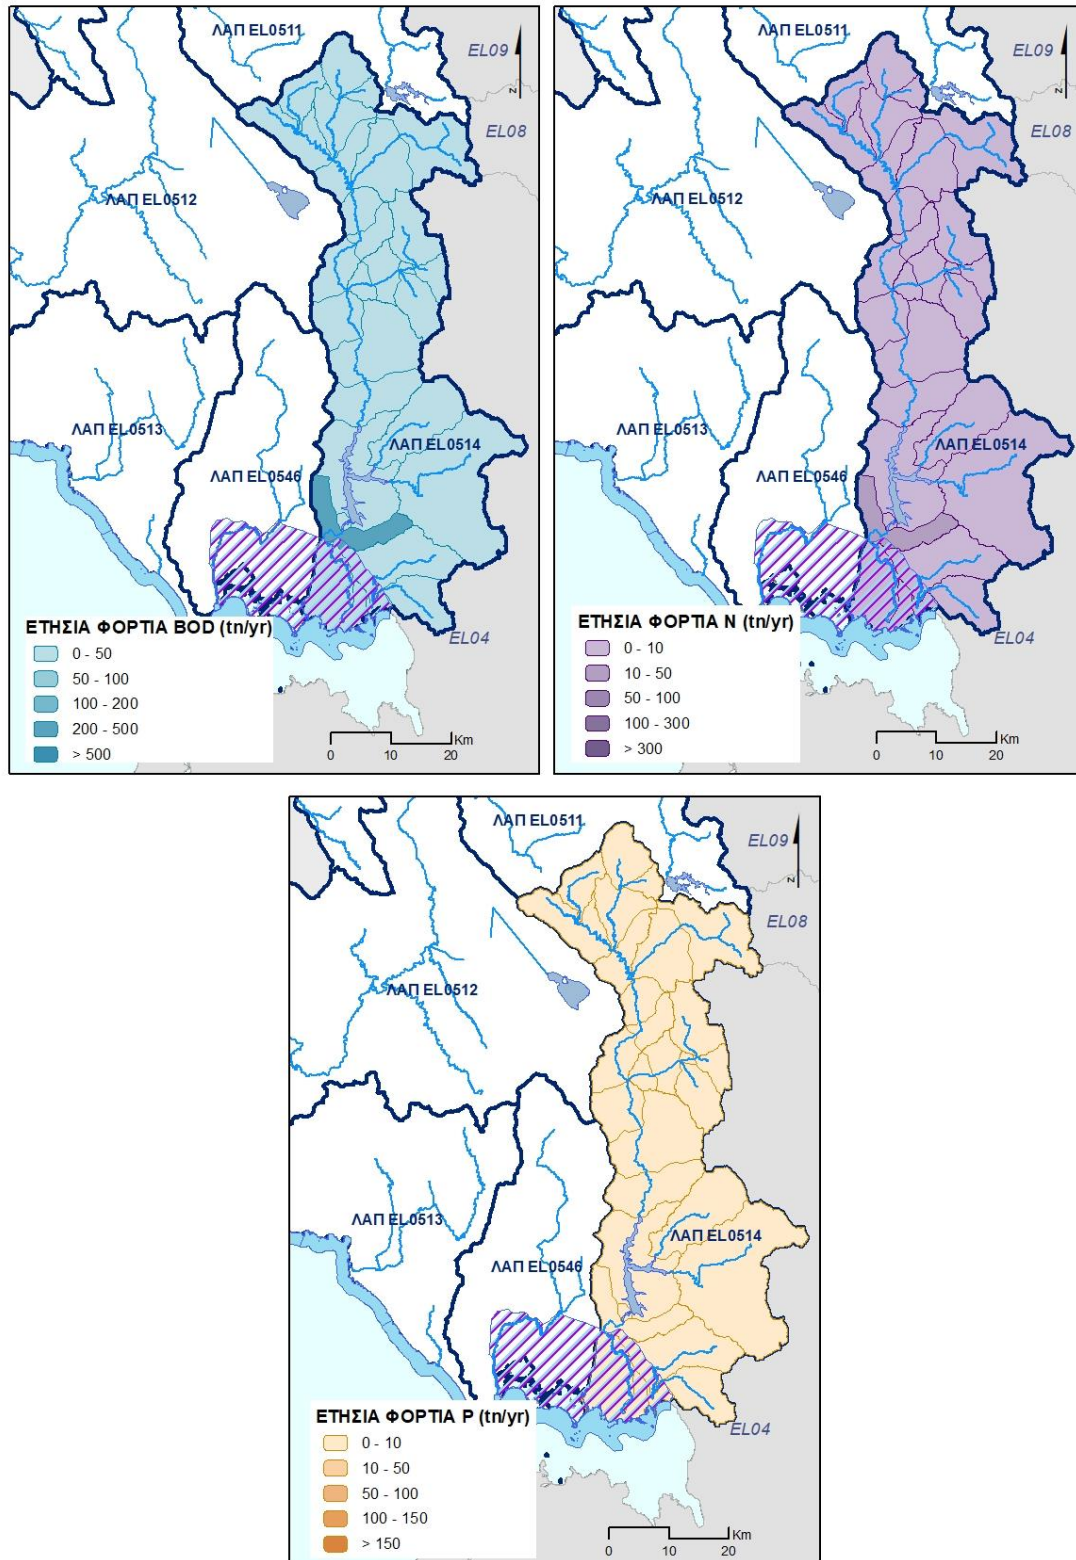 ΛΑΠ EL0511
EL09
N
EL08
ΛΑΠ EL0512
ΛΑΠ EL0513
ΛΑΠ EL0514
ΛΑΠ EL0546
ΕΤΗΣΙΑ ΦΟΡΤΙΑ BOD (tn/yr)
0 - 50
50 - 100
100 - 200
200 - 500
> 500
EL04
Km
0 10 20
ΛΑΠ EL0511
EL09
N
EL08
ΛΑΠ EL0512
ΛΑΠ EL0513
ΛΑΠ EL0514
ΛΑΠ EL0546
ΕΤΗΣΙΑ ΦΟΡΤΙΑ N (tn/yr)
0 - 10
10 - 50
50 - 100
100 - 300
> 300
EL04
Km
0 10 20
ΛΑΠ EL0511
EL09
N
EL08
ΛΑΠ EL0512
ΛΑΠ EL0513
ΛΑΠ EL0514
ΛΑΠ EL0546
ΕΤΗΣΙΑ ΦΟΡΤΙΑ P (tn/yr)
0 - 10
10 - 50
50 - 100
100 - 150
> 150
EL04
Km
0 10 20